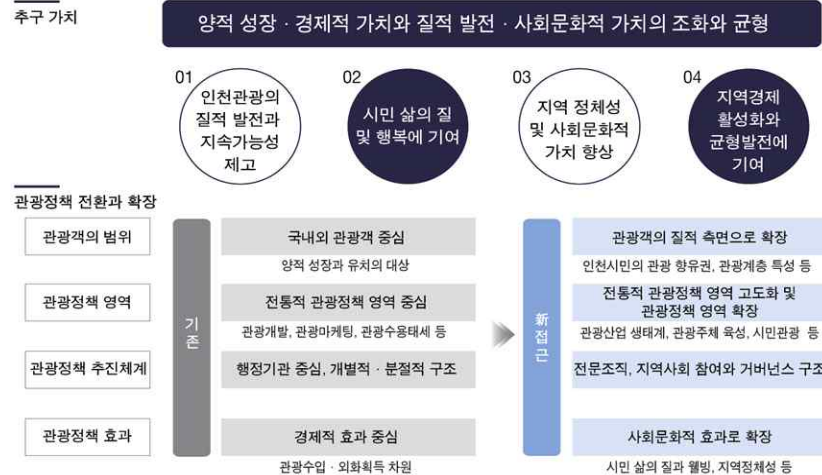 추구 가치
양적 성장 · 경제적 가치와 질적 발전 · 사회문화적 가치의 조화와 균형
01
인천관광의
질적 발전과
지속가능성
제고
02
시민 삶의 질
및 행복에 기여
03
지역 정체성
및 사회문화적
가치 향상
04
지역경제
활성화와
균형발전에
기여
관광정책 전환과 확장
기존
新접근
관광객의 범위
국내외 관광객 중심
양적 성장과 유치의 대상
관광객의 질적 측면으로 확장
인천시민의 관광 향유권, 관광계층 특성 등
관광정책 영역
전통적 관광정책 영역 중심
관광개발, 관광마케팅, 관광수용태세 등
전통적 관광정책 영역 고도화 및
관광정책 영역 확장
관광산업 생태계, 관광주체 육성, 시민관광 등
관광정책 추진체계
행정기관 중심, 개별적 · 분절적 구조
전문조직, 지역사회 참여와 거버넌스 구조
관광정책 효과
경제적 효과 중심
관광수입 · 외화획득 차원
사회문화적 효과로 확장
시민 삶의 질과 웰빙, 지역정체성 등